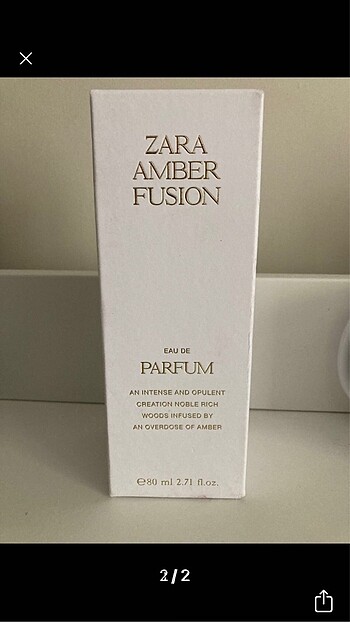 ZARA
AMBER
FUSION
EAU DE
PARFUM
AN INTENSE AND OPULENT
CREATION NOBLE RICH
WOODS INFUSED BY
AN OVERDOSE OF AMBER
℮80 ml 2.71 fl.oz.
2/2